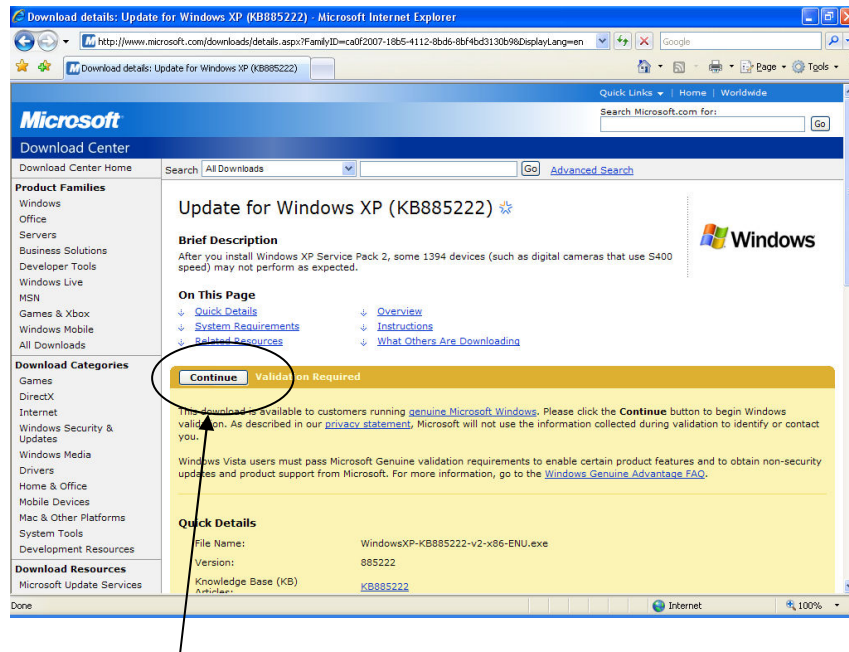 Download details: Update for Windows XP (KB885222) - Microsoft Internet Explorer
http://www.microsoft.com/downloads/details.aspx?FamilyID=ca0f2007-18b5-4112-8bd6-8bf4bd3130b9&DisplayLang=en
Google
Download details: Update for Windows XP (KB885222)
Page
Tools
Quick Links | Home | Worldwide
Microsoft
Search Microsoft.com for:
Go
Download Center
Download Center Home
Search All Downloads Go Advanced Search
Product Families
Windows
Office
Servers
Business Solutions
Developer Tools
Windows Live
MSN
Games & Xbox
Windows Mobile
All Downloads
Download Categories
Games
DirectX
Internet
Windows Security &
Updates
Windows Media
Drivers
Home & Office
Mobile Devices
Mac & Other Platforms
System Tools
Development Resources
Download Resources
Microsoft Update Services
Update for Windows XP (KB885222)
Windows
Brief Description
After you install Windows XP Service Pack 2, some 1394 devices (such as digital cameras that use S400
speed) may not perform as expected.
On This Page
Quick Details
Overview
System Requirements
Instructions
Related Resources
What Others Are Downloading
Continue Validation Required
This download is available to customers running genuine Microsoft Windows. Please click the Continue button to begin Windows
validation. As described in our privacy statement, Microsoft will not use the information collected during validation to identify or contact
you.
Windows Vista users must pass Microsoft Genuine validation requirements to enable certain product features and to obtain non-security
updates and product support from Microsoft. For more information, go to the Windows Genuine Advantage FAQ.
Quick Details
File Name: WindowsXP-KB885222-v2-x86-ENU.exe
Version: 885222
Knowledge Base (KB) KB885222
Articles:
Done
Internet
100%